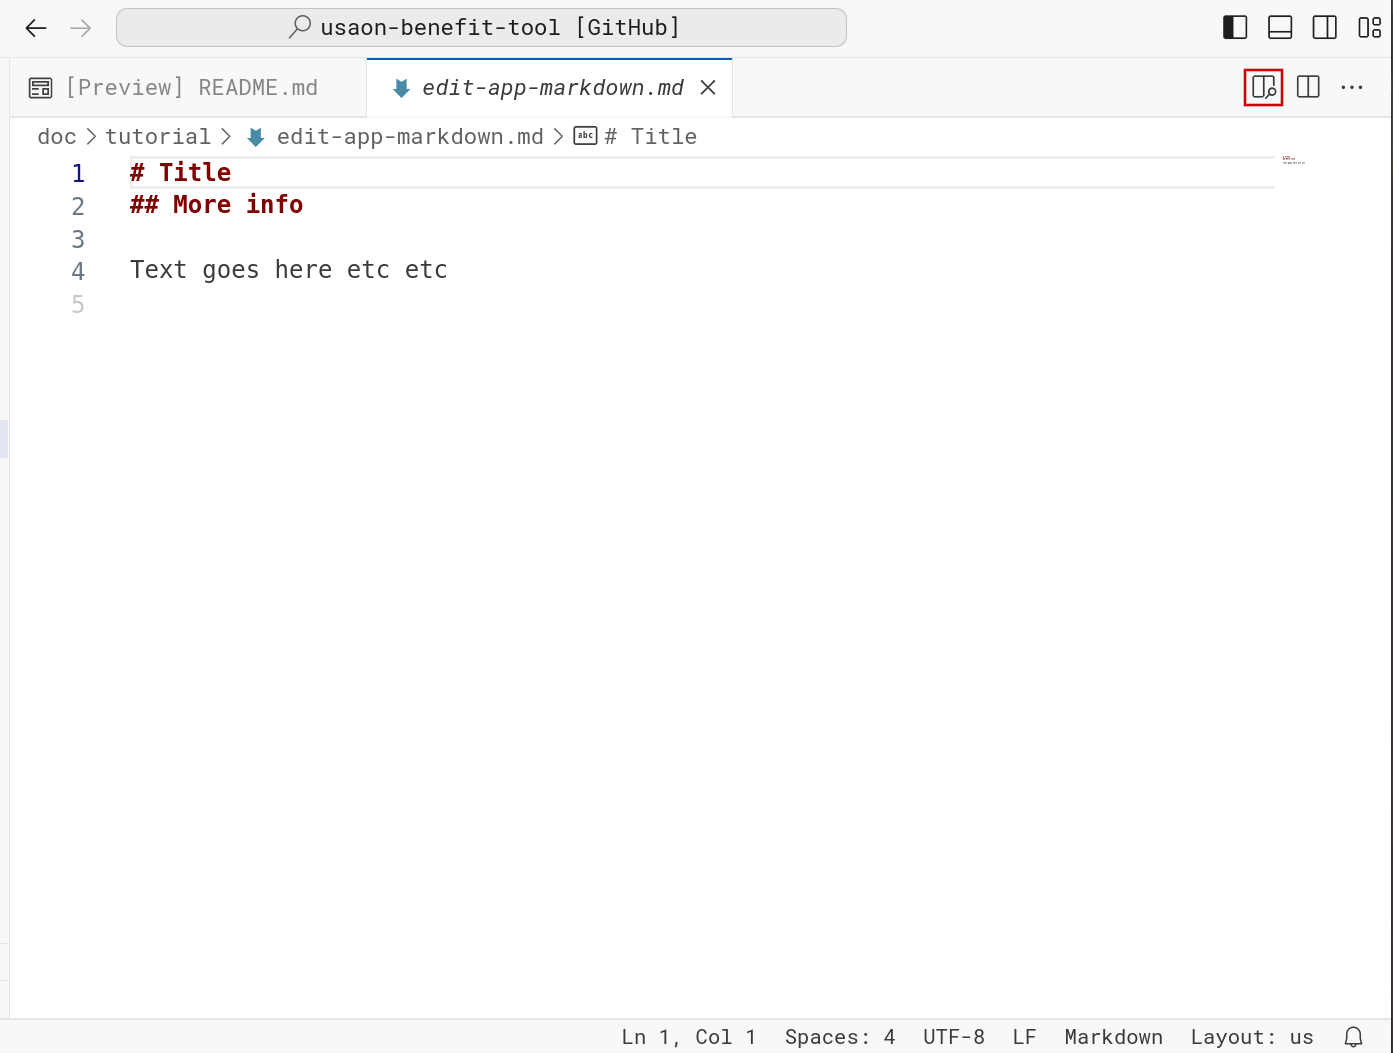 usaon-benefit-tool [GitHub]
[Preview] README.md
edit-app-markdown.md
doc > tutorial > edit-app-markdown.md > abc # Title
1 # Title
2 ## More info
3
4 Text goes here etc etc
5
Ln 1, Col 1 Spaces: 4 UTF-8 LF Markdown Layout: us